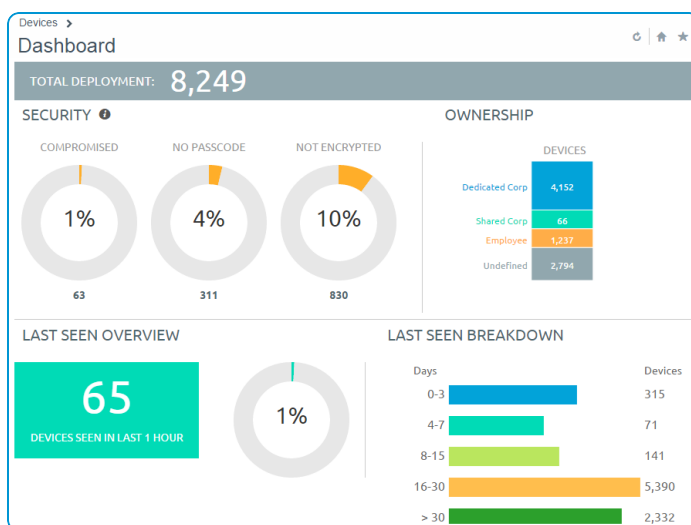 Devices >
Dashboard
TOTAL DEPLOYMENT: 8,249
SECURITY
COMPROMISED NO PASSCODE NOT ENCRYPTED
1% 4% 10%
63 311 830
OWNERSHIP
DEVICES
Dedicated Corp 4,152
Shared Corp 66
Employee 1,237
Undefined 2,794
LAST SEEN OVERVIEW
65
DEVICES SEEN IN LAST 1 HOUR
1%
LAST SEEN BREAKDOWN
Days Devices
0-3 315
4-7 71
8-15 141
16-30 5,390
> 30 2,332